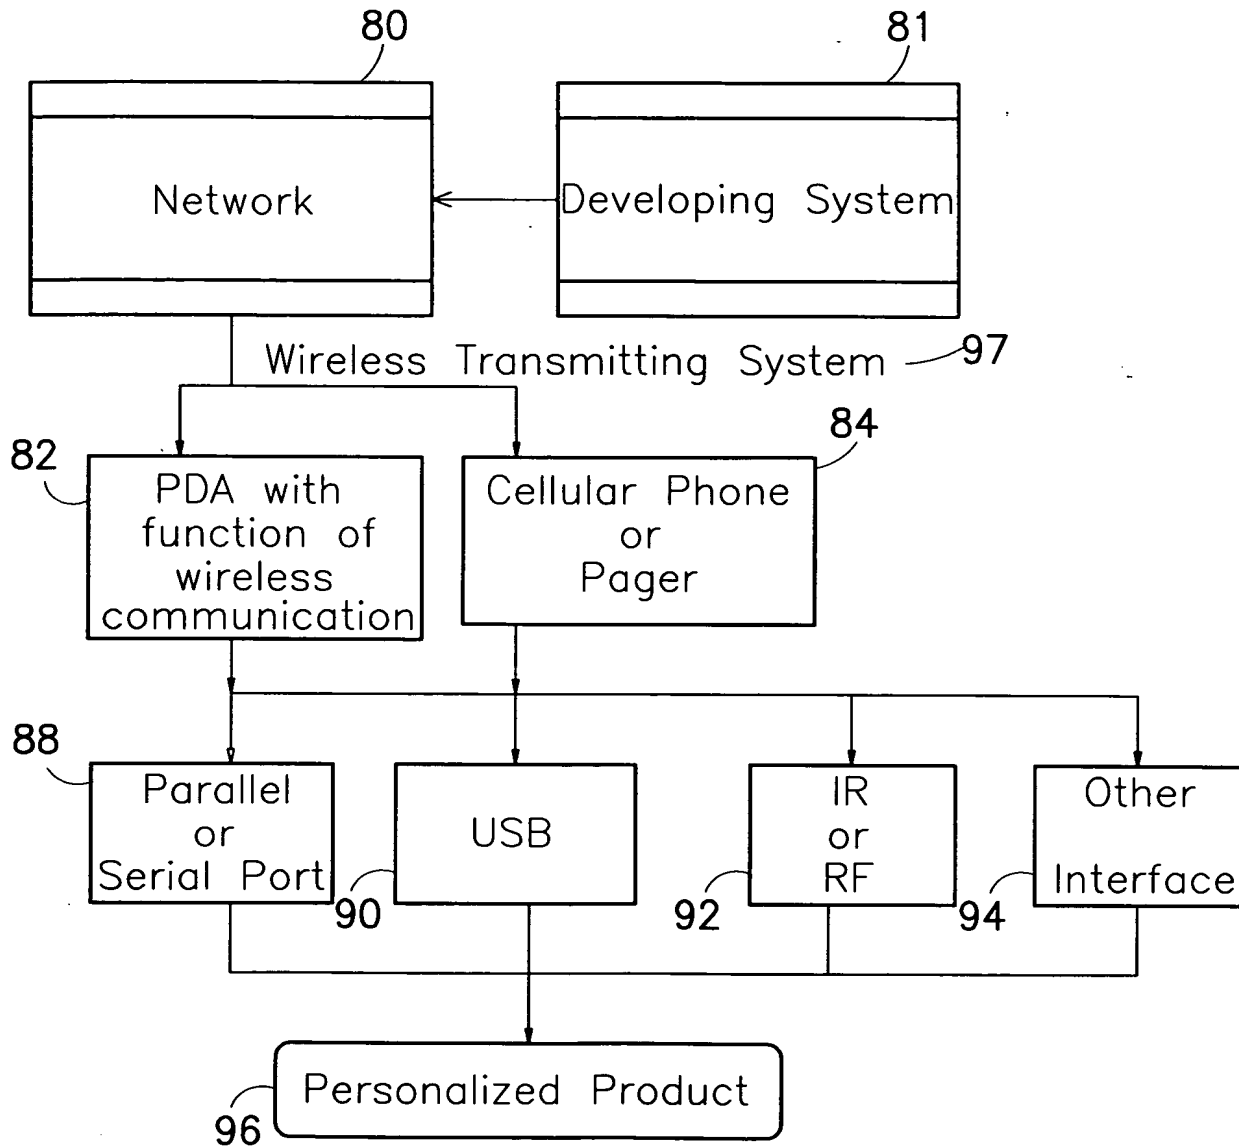 80
81
Network
Developing System
Wireless Transmitting System
97
82
84
PDA with
function of
wireless
communication
Cellular Phone
or
Pager
88
Parallel
or
Serial Port
USB
IR
or
RF
Other
Interface
90
92
94
Personalized Product
96